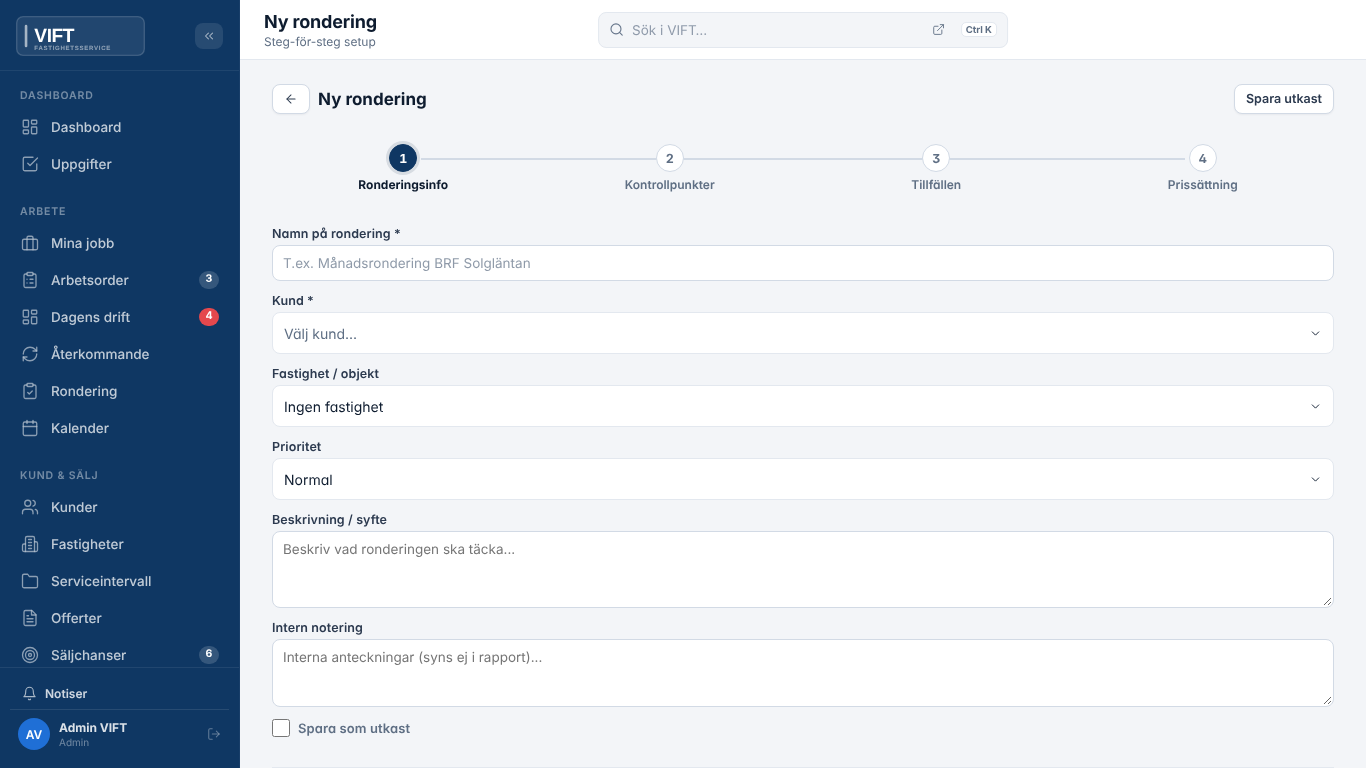 VIFT
FASTIGHETSSERVICE
DASHBOARD
Dashboard
Uppgifter
ARBETE
Mina jobb
Arbetsorder 3
Dagens drift 4
Återkommande
Rondering
Kalender
KUND & SÄLJ
Kunder
Fastigheter
Serviceintervall
Offerter
Säljchanser 6
Notiser
AV
Admin VIFT
Admin
Ny rondering
Steg-för-steg setup
Sök i VIFT...
Ctrl K
Ny rondering
Spara utkast
1 2 3 4
Ronderingsinfo Kontrollpunkter Tillfällen Prissättning
Namn på rondering *
T.ex. Månadsrondering BRF Solgläntan
Kund *
Välj kund...
Fastighet / objekt
Ingen fastighet
Prioritet
Normal
Beskrivning / syfte
Beskriv vad ronderingen ska täcka...
Intern notering
Interna anteckningar (syns ej i rapport)...
Spara som utkast